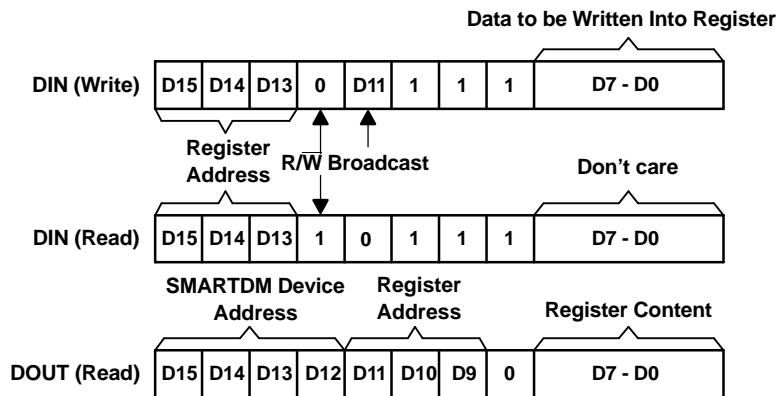 Data to be Written Into Register
DIN (Write) D15 D14 D13 0 D11 1 1 1 D7 - D0
Register
Address
R/W̅ Broadcast
Don't care
DIN (Read) D15 D14 D13 1 0 1 1 1 D7 - D0
SMARTDM Device
Address
Register
Address
Register Content
DOUT (Read) D15 D14 D13 D12 D11 D10 D9 0 D7 - D0